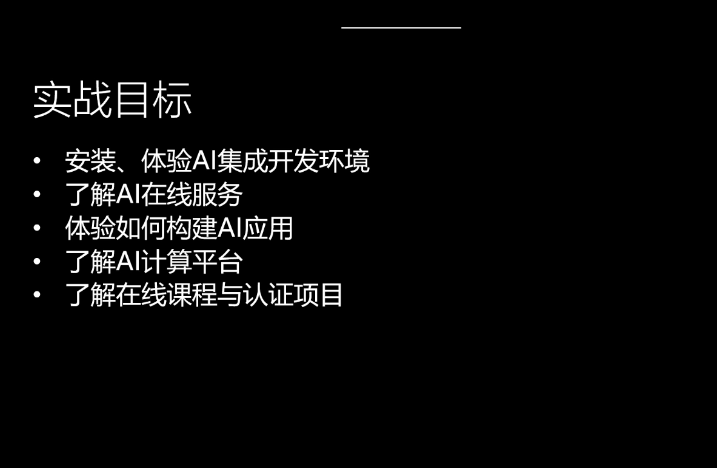 实战目标
• 安装、体验AI集成开发环境
• 了解AI在线服务
• 体验如何构建AI应用
• 了解AI计算平台
• 了解在线课程与认证项目